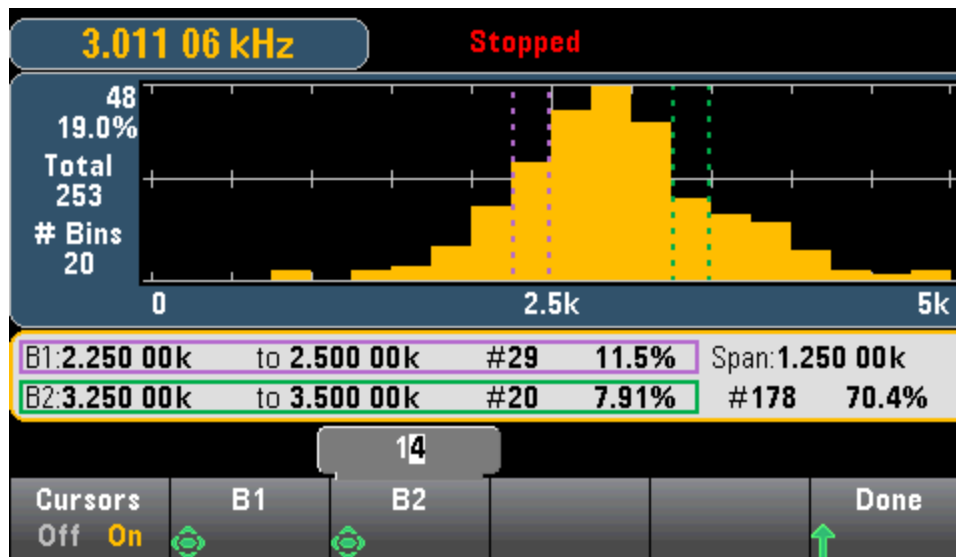 3.011 06 kHz Stopped
48
19.0%
Total
253
# Bins
20
0 2.5k 5k
B1:2.250 00k to 2.500 00k #29 11.5% Span:1.250 00k
B2:3.250 00k to 3.500 00k #20 7.91% #178 70.4%
14
Cursors B1 B2 Done
Off On